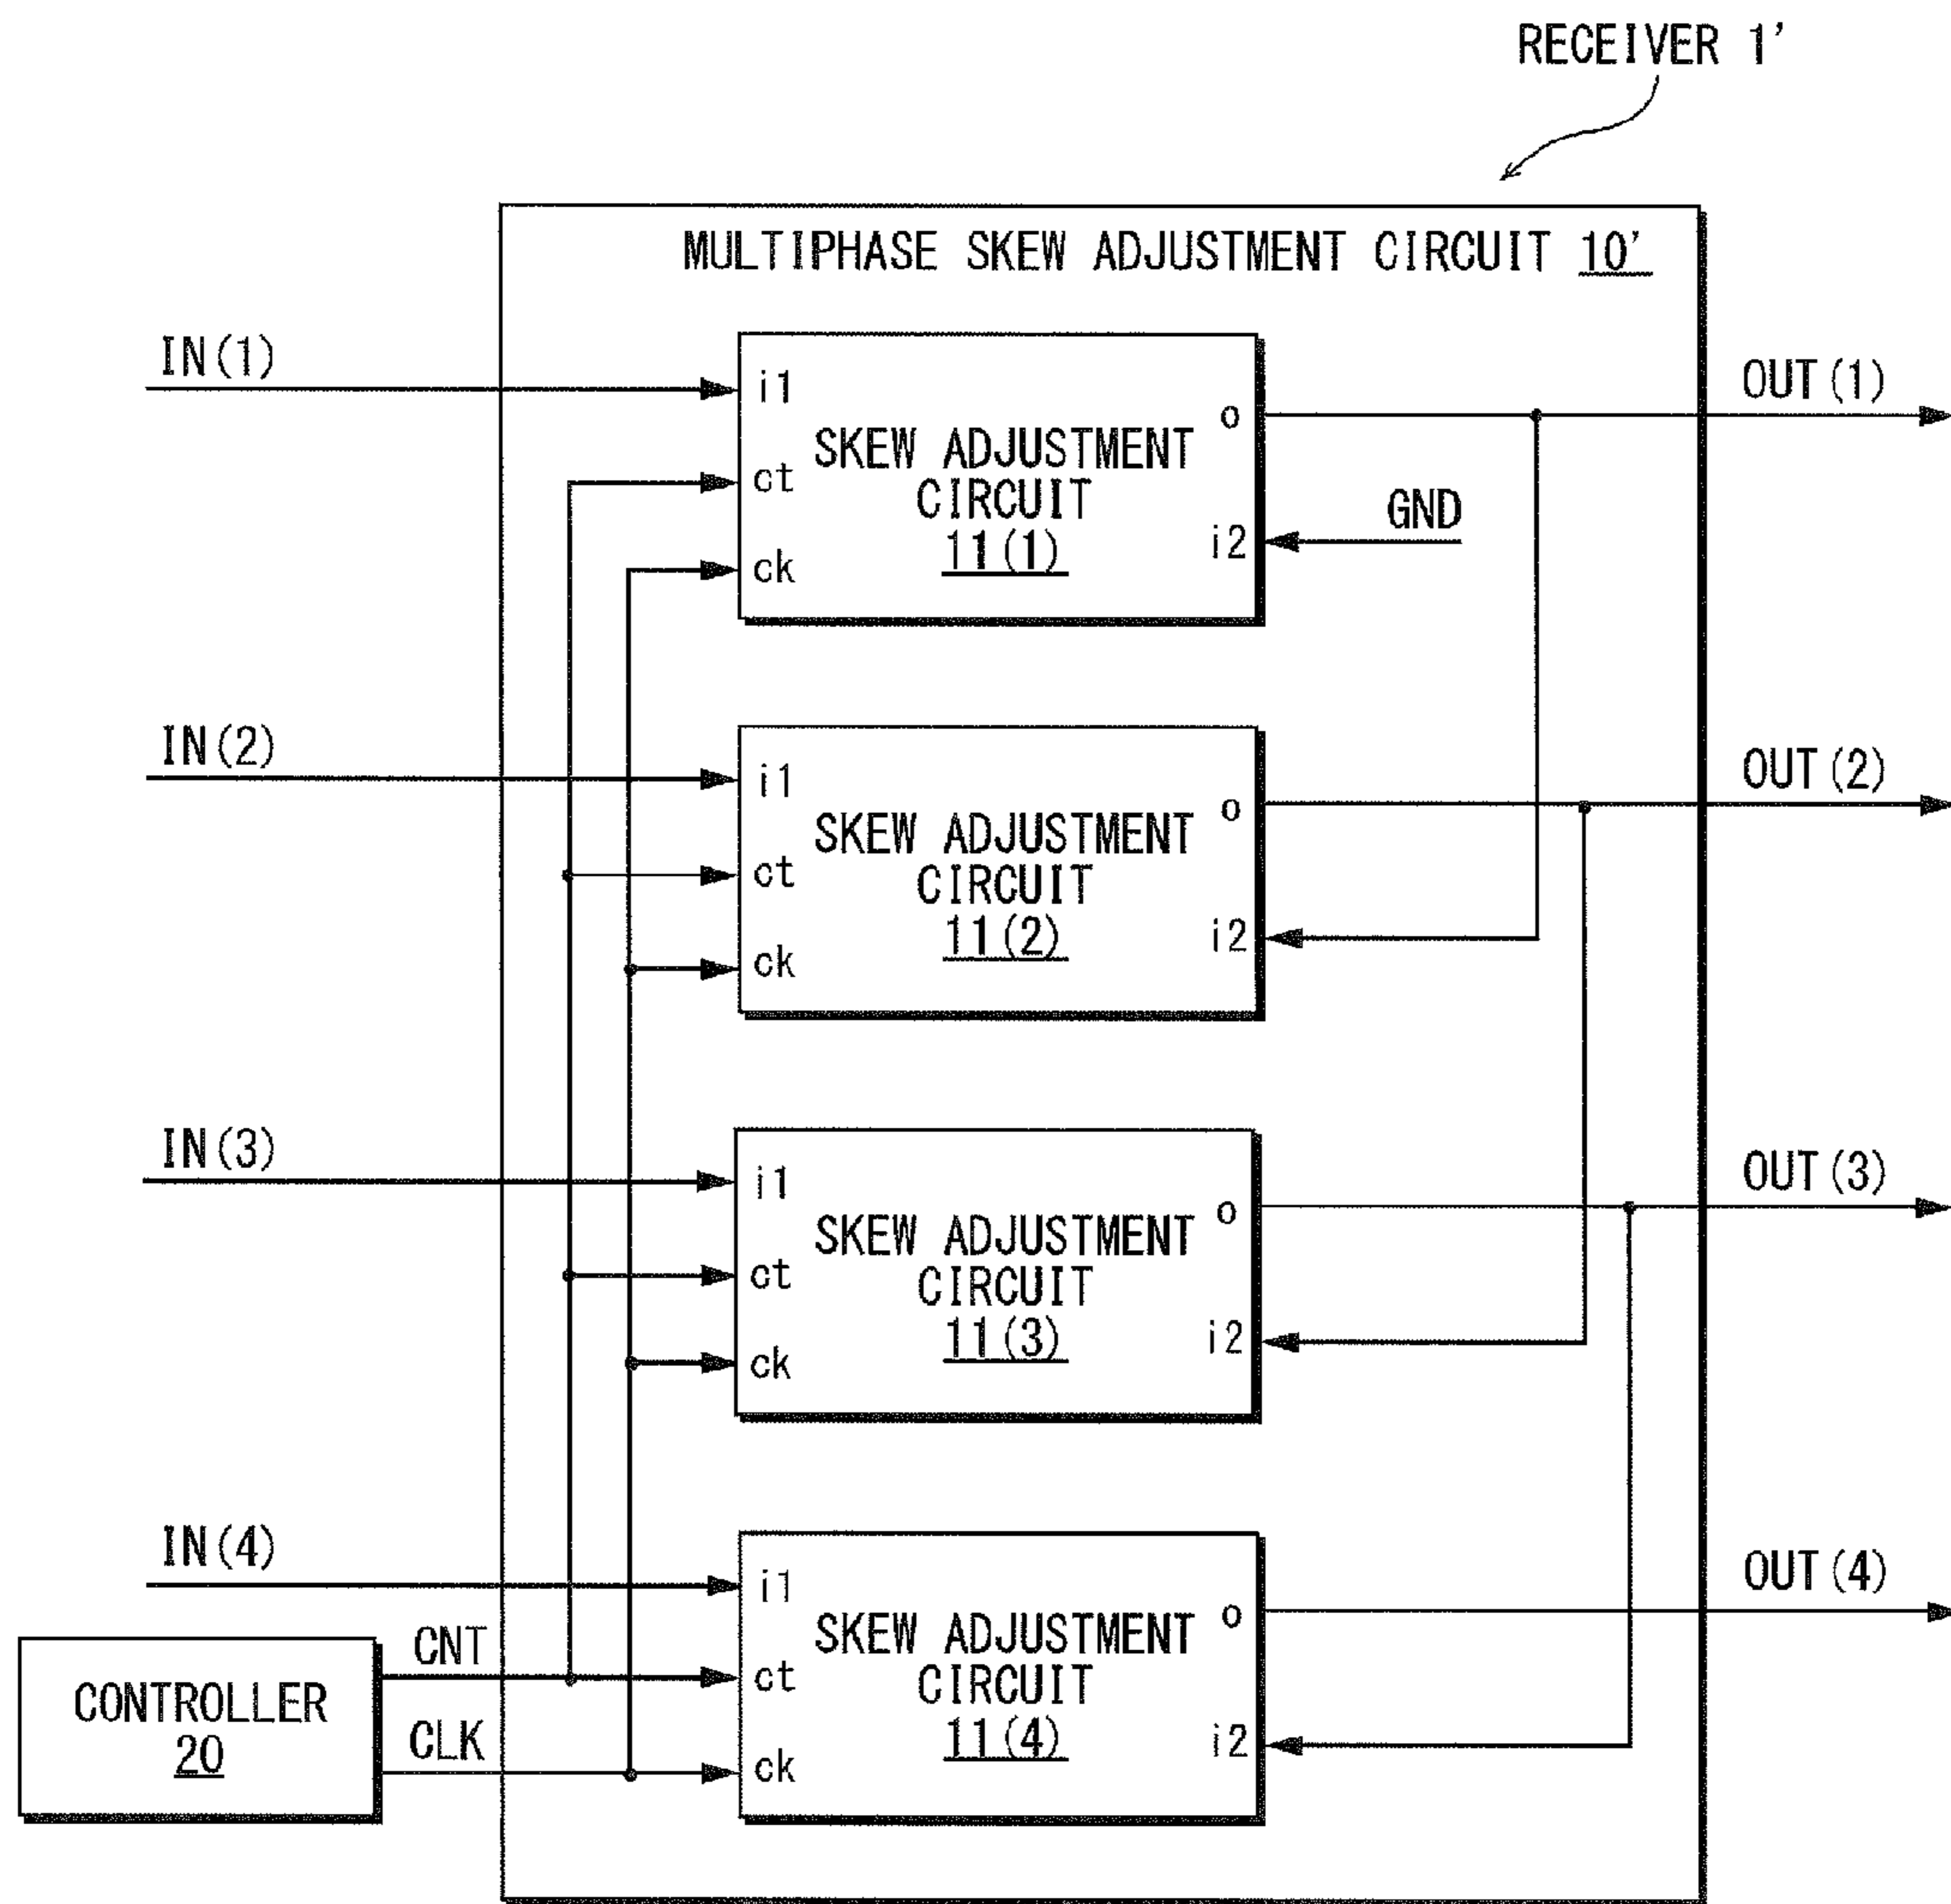 RECEIVER 1'
MULTIPHASE SKEW ADJUSTMENT CIRCUIT 10'
IN(1)
i1
ct
ck
SKEW ADJUSTMENT
CIRCUIT
11(1)
o
i2
GND
OUT(1)
IN(2)
i1
ct
ck
SKEW ADJUSTMENT
CIRCUIT
11(2)
o
i2
OUT(2)
IN(3)
i1
ct
ck
SKEW ADJUSTMENT
CIRCUIT
11(3)
o
i2
OUT(3)
IN(4)
i1
ct
ck
SKEW ADJUSTMENT
CIRCUIT
11(4)
o
i2
OUT(4)
CONTROLLER
20
CNT
CLK